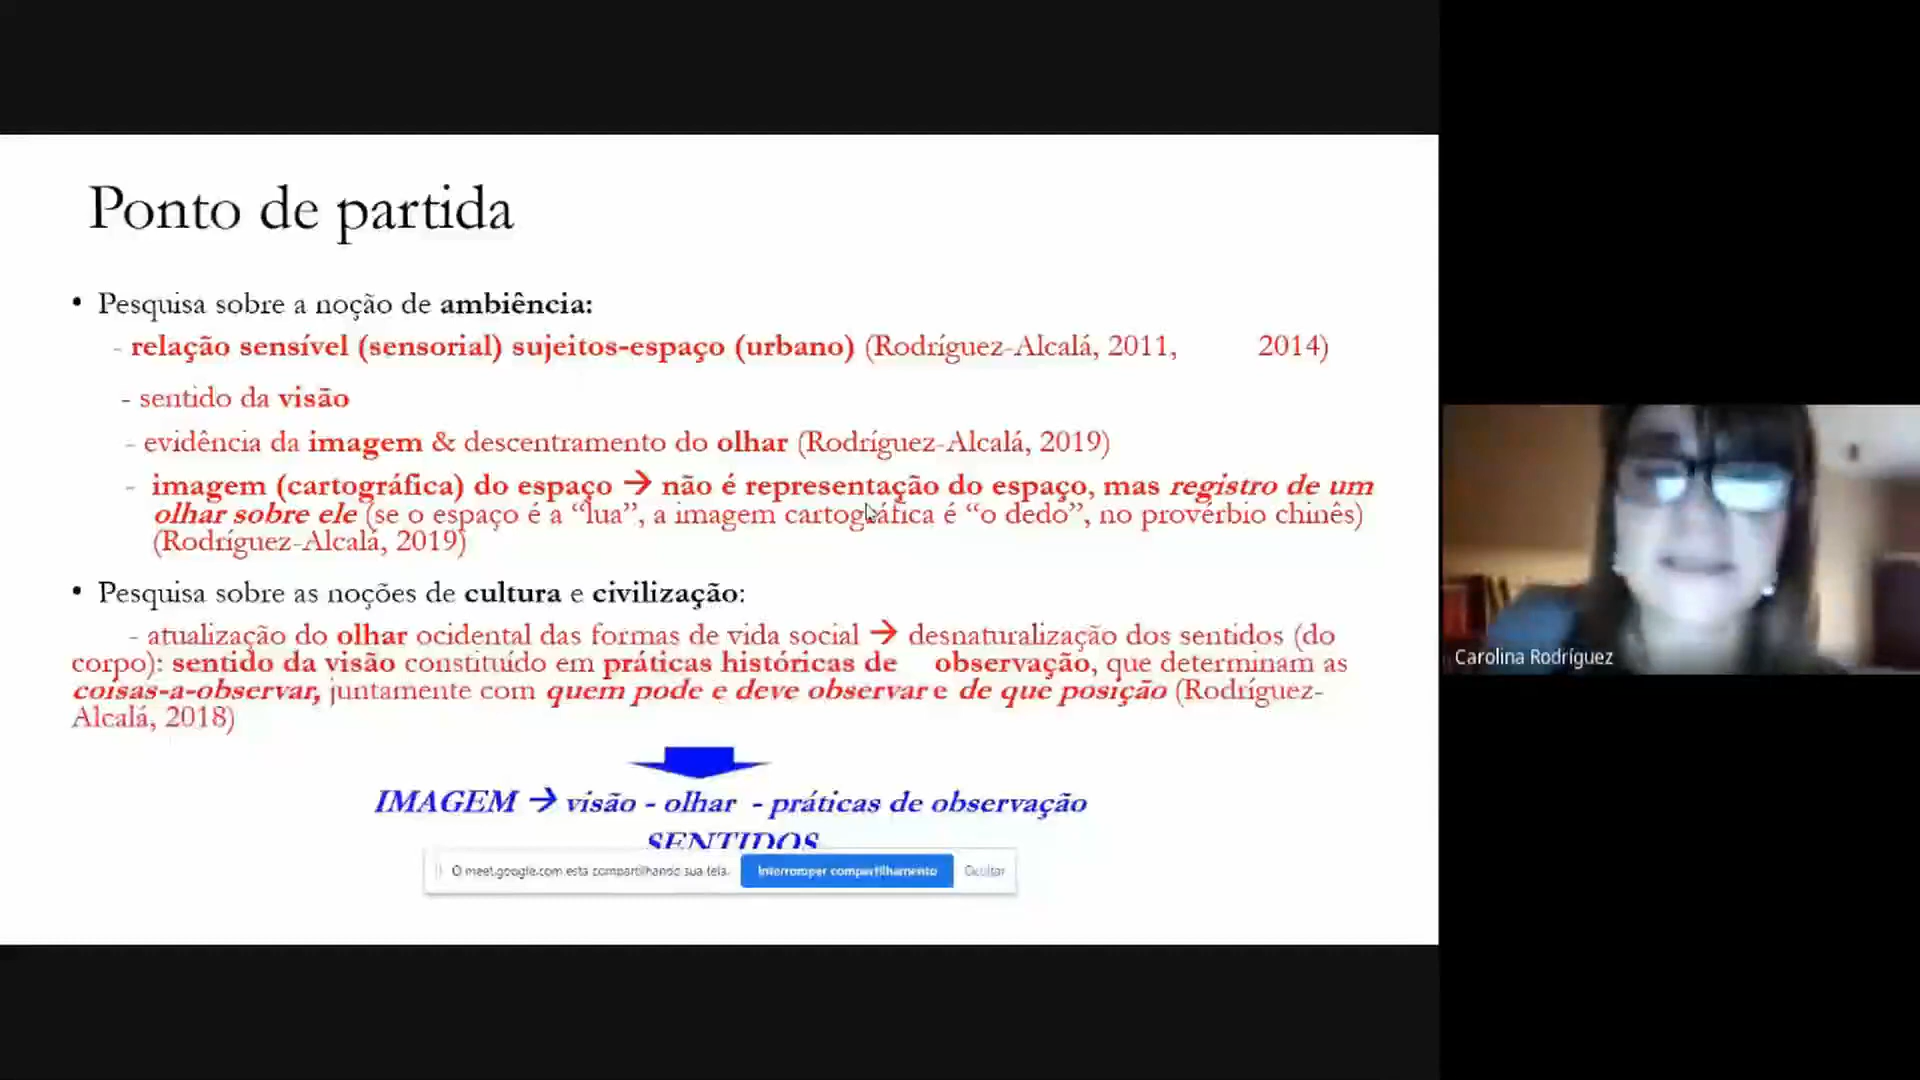 Ponto de partida
• Pesquisa sobre a noção de ambiência:
- relação sensível (sensorial) sujeitos-espaço (urbano) (Rodríguez-Alcalá, 2011, 2014)
- sentido da visão
- evidência da imagem & descentramento do olhar (Rodríguez-Alcalá, 2019)
- imagem (cartográfica) do espaço → não é representação do espaço, mas registro de um
olhar sobre ele (se o espaço é a “lua”, a imagem cartográfica é “o dedo”, no provérbio chinês)
(Rodríguez-Alcalá, 2019)
• Pesquisa sobre as noções de cultura e civilização:
- atualização do olhar ocidental das formas de vida social → desnaturalização dos sentidos (do
corpo): sentido da visão constituído em práticas históricas de observação, que determinam as
coisas-a-observar, juntamente com quem pode e deve observar e de que posição (Rodríguez-
Alcalá, 2018)
IMAGEM → visão - olhar - práticas de observação
SENTIDOS
O meet.google.com está compartilhando sua tela. Interromper compartilhamento Ocultar
Carolina Rodríguez